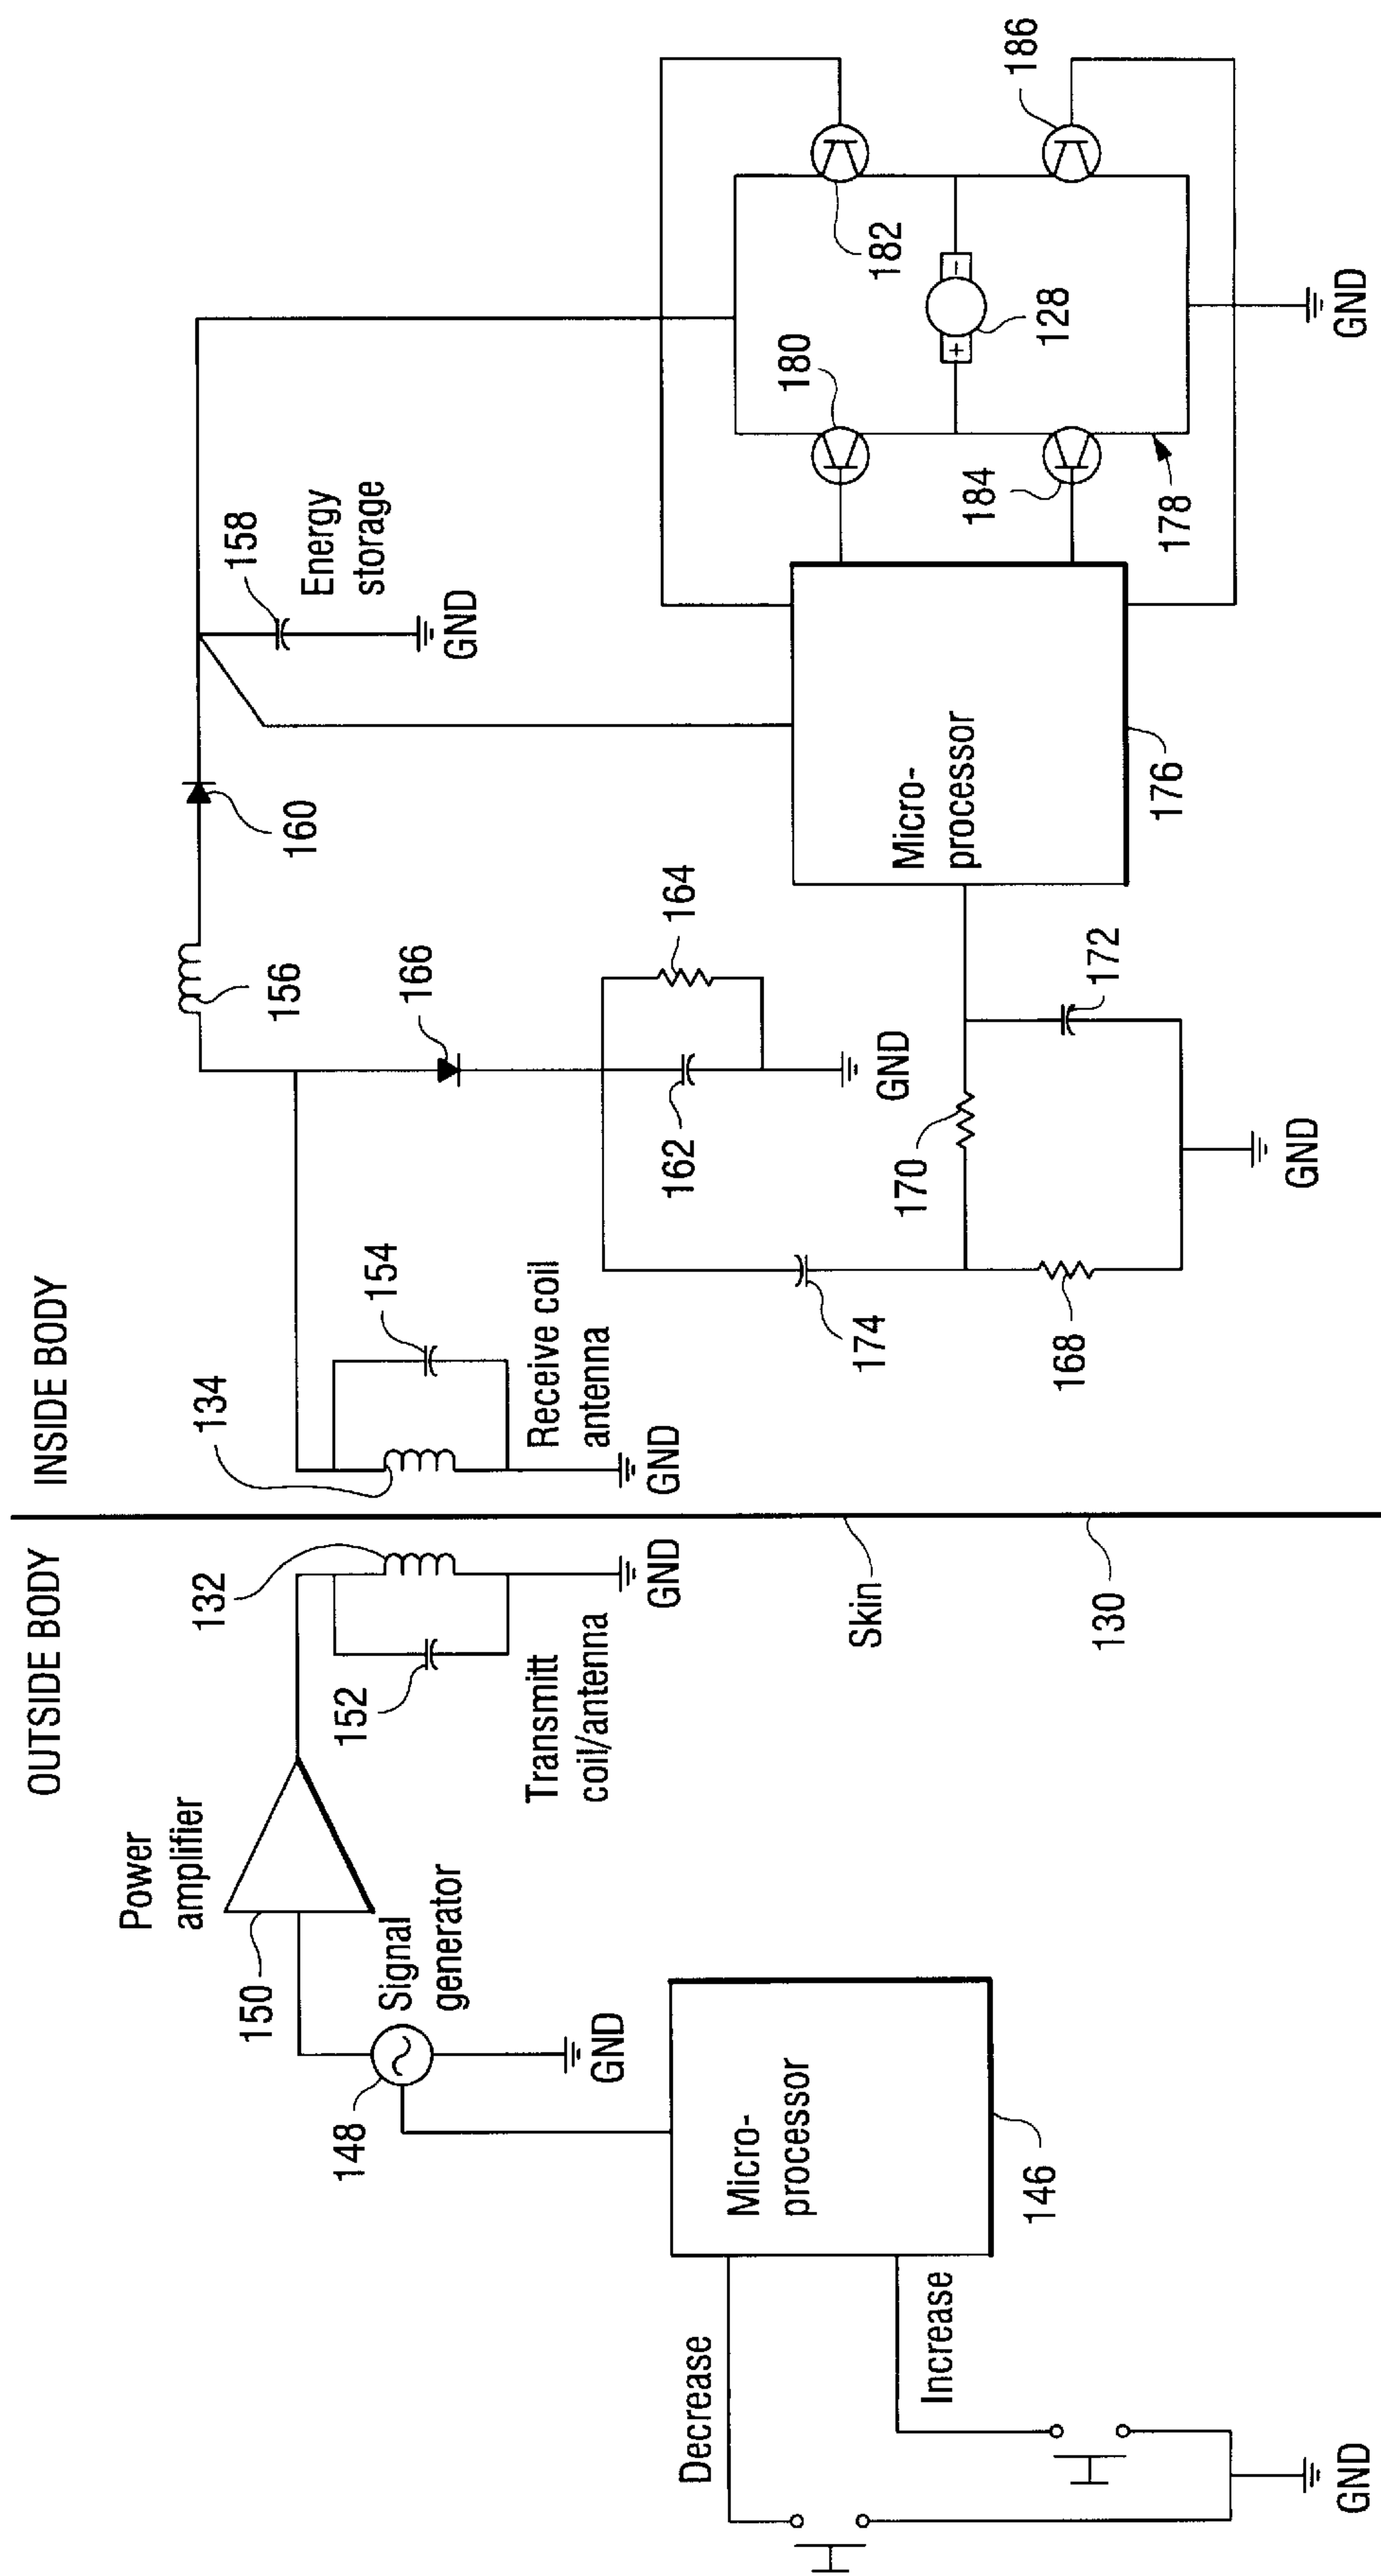 OUTSIDE BODY
INSIDE BODY
Power
amplifier
150
Signal
generator
148
GND
132
152
Transmitt
coil/antenna
GND
134
154
Receive coil
antenna
GND
156
160
158
Energy
storage
GND
166
164
162
GND
174
170
172
168
GND
Micro-
processor
176
180
182
128
+
-
184
186
178
GND
Micro-
processor
146
Decrease
Increase
GND
Skin
130